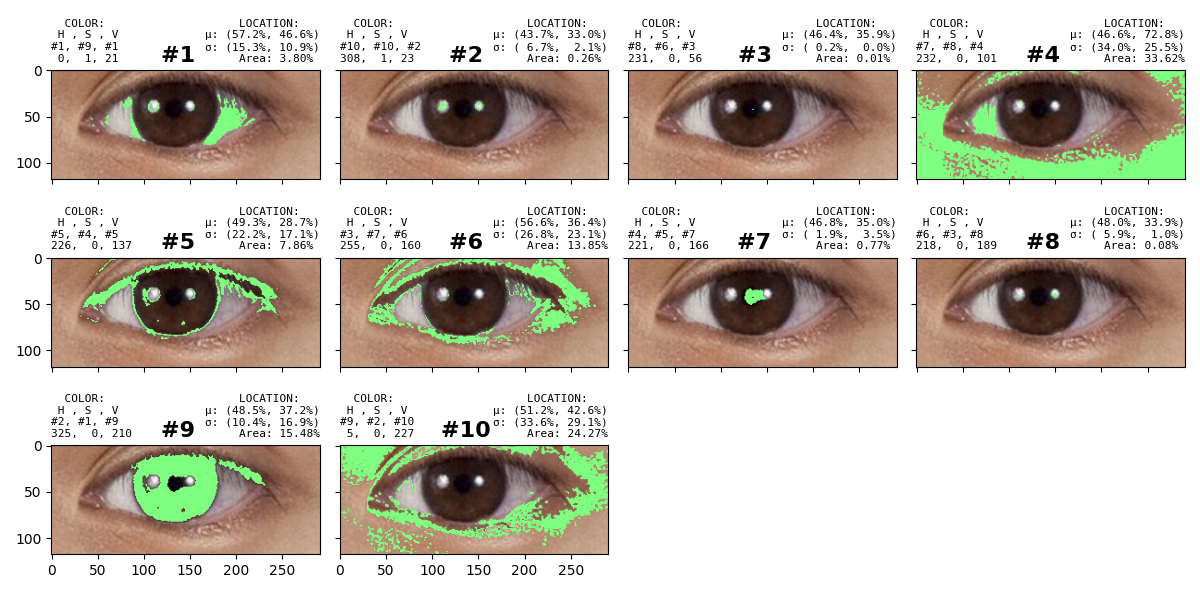 COLOR: LOCATION:
H , S , V μ: (57.2%, 46.6%)
#1, #9, #1 σ: (15.3%, 10.9%)
0, 1, 21 #1 Area: 3.80%
COLOR: LOCATION:
H , S , V μ: (43.7%, 33.0%)
#10, #10, #2 σ: ( 6.7%, 2.1%)
308, 1, 23 #2 Area: 0.26%
COLOR: LOCATION:
H , S , V μ: (46.4%, 35.9%)
#8, #6, #3 σ: ( 0.2%, 0.0%)
231, 0, 56 #3 Area: 0.01%
COLOR: LOCATION:
H , S , V μ: (46.6%, 72.8%)
#7, #8, #4 σ: (34.0%, 25.5%)
232, 0, 101 #4 Area: 33.62%
0
50
100
COLOR: LOCATION:
H , S , V μ: (49.3%, 28.7%)
#5, #4, #5 σ: (22.2%, 17.1%)
226, 0, 137 #5 Area: 7.86%
COLOR: LOCATION:
H , S , V μ: (56.6%, 36.4%)
#3, #7, #6 σ: (26.8%, 23.1%)
255, 0, 160 #6 Area: 13.85%
COLOR: LOCATION:
H , S , V μ: (46.8%, 35.0%)
#4, #5, #7 σ: ( 1.9%, 3.5%)
221, 0, 166 #7 Area: 0.77%
COLOR: LOCATION:
H , S , V μ: (48.0%, 33.9%)
#6, #3, #8 σ: ( 5.9%, 1.0%)
218, 0, 189 #8 Area: 0.08%
0
50
100
COLOR: LOCATION:
H , S , V μ: (48.5%, 37.2%)
#2, #1, #9 σ: (10.4%, 16.9%)
325, 0, 210 #9 Area: 15.48%
COLOR: LOCATION:
H , S , V μ: (51.2%, 42.6%)
#9, #2, #10 σ: (33.6%, 29.1%)
5, 0, 227 #10 Area: 24.27%
0
50
100
0 50 100 150 200 250
0 50 100 150 200 250